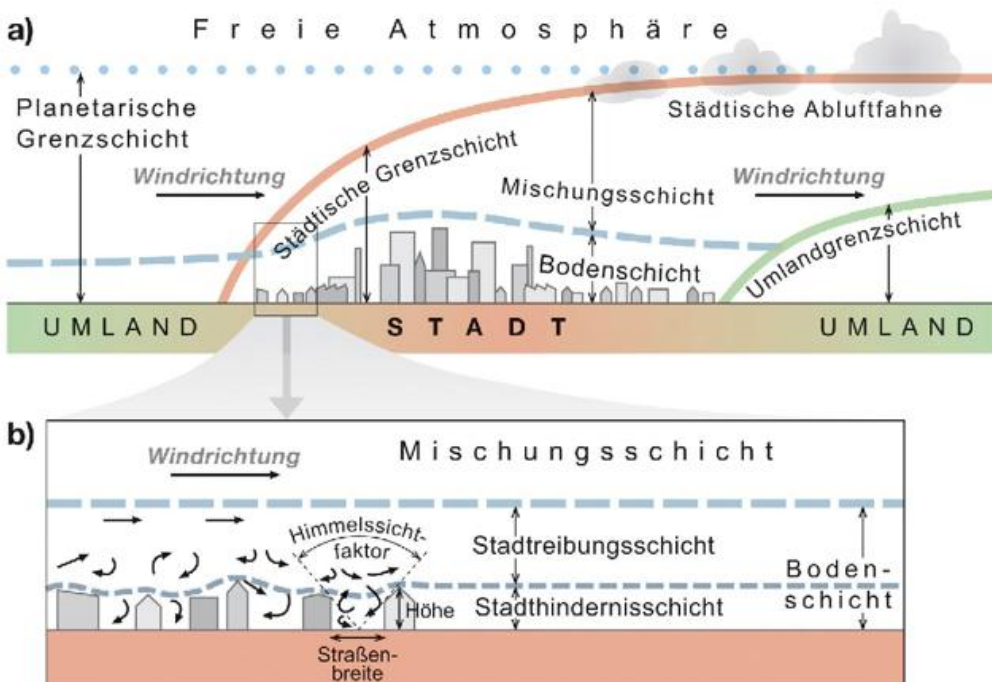 a)
Freie Atmosphäre
Planetarische
Grenzschicht
Städtische Abluftfahne
Windrichtung
Städtische Grenzschicht
Mischungsschicht
Windrichtung
Bodenschicht
Umlandgrenzschicht
UMLAND
STADT
UMLAND
b)
Windrichtung
Mischungsschicht
Himmelssicht-
faktor
Stadtreibungsschicht
Boden-
schicht
Höhe
Stadthindernisschicht
Straßen-
breite